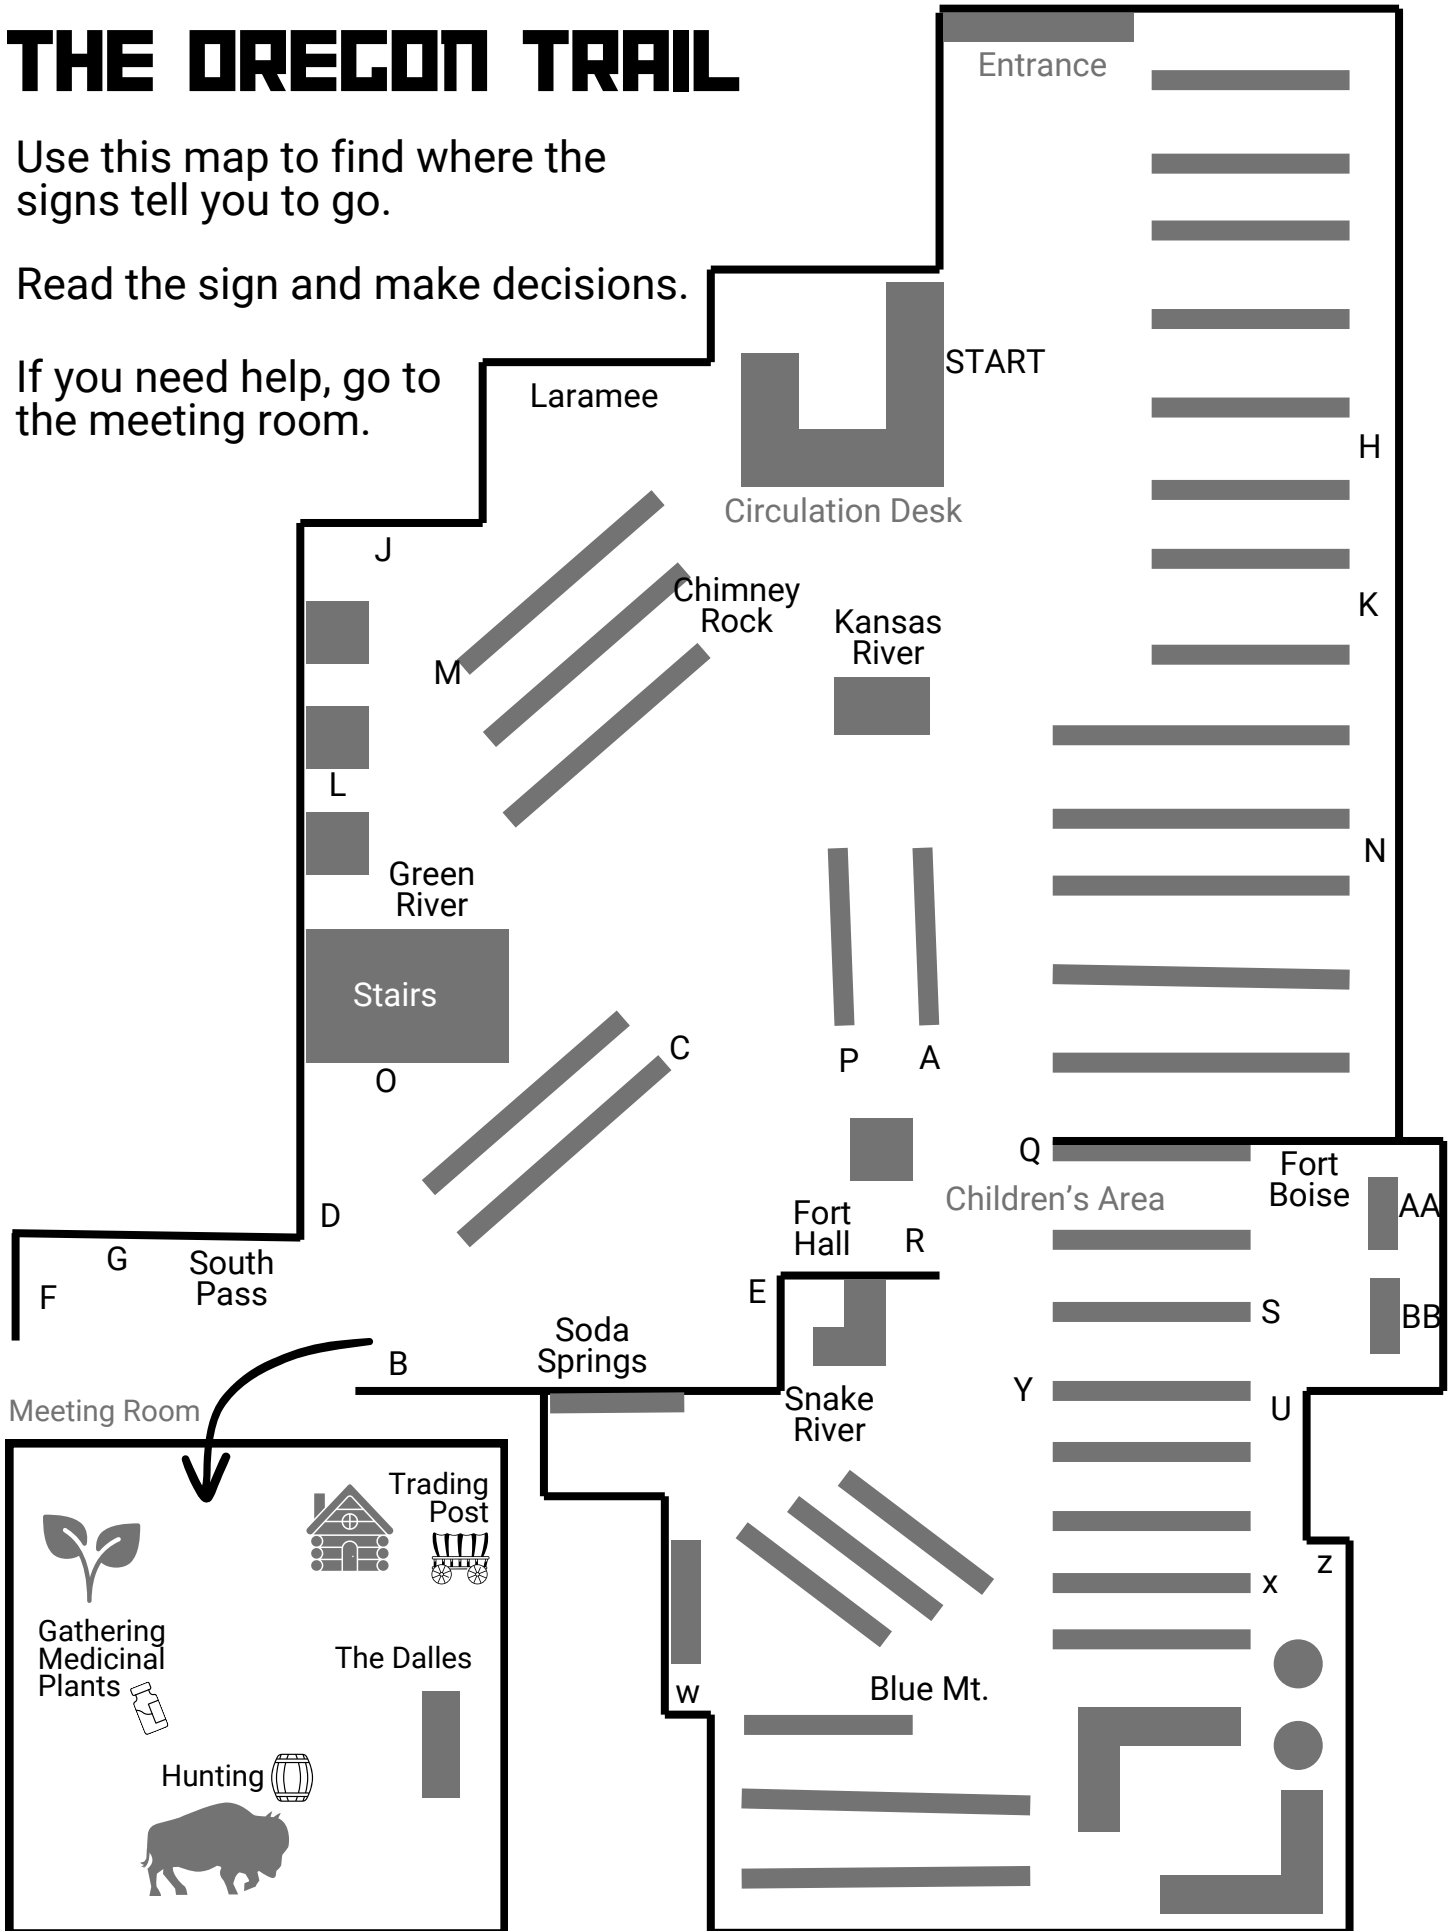 THE OREGON TRAIL
Use this map to find where the
signs tell you to go.
Read the sign and make decisions.
If you need help, go to
the meeting room.
Entrance
START
Laramee
Circulation Desk
H
J
Chimney
Rock
Kansas
River
K
M
L
N
Green
River
Stairs
C
P
A
O
Q
Fort
Boise
Children's Area
AA
D
Fort
Hall
R
G
South
Pass
F
E
S
BB
Soda
Springs
B
Y
U
Meeting Room
Snake
River
Trading
Post
z
x
Gathering
Medicinal
Plants
The Dalles
w
Blue Mt.
Hunting